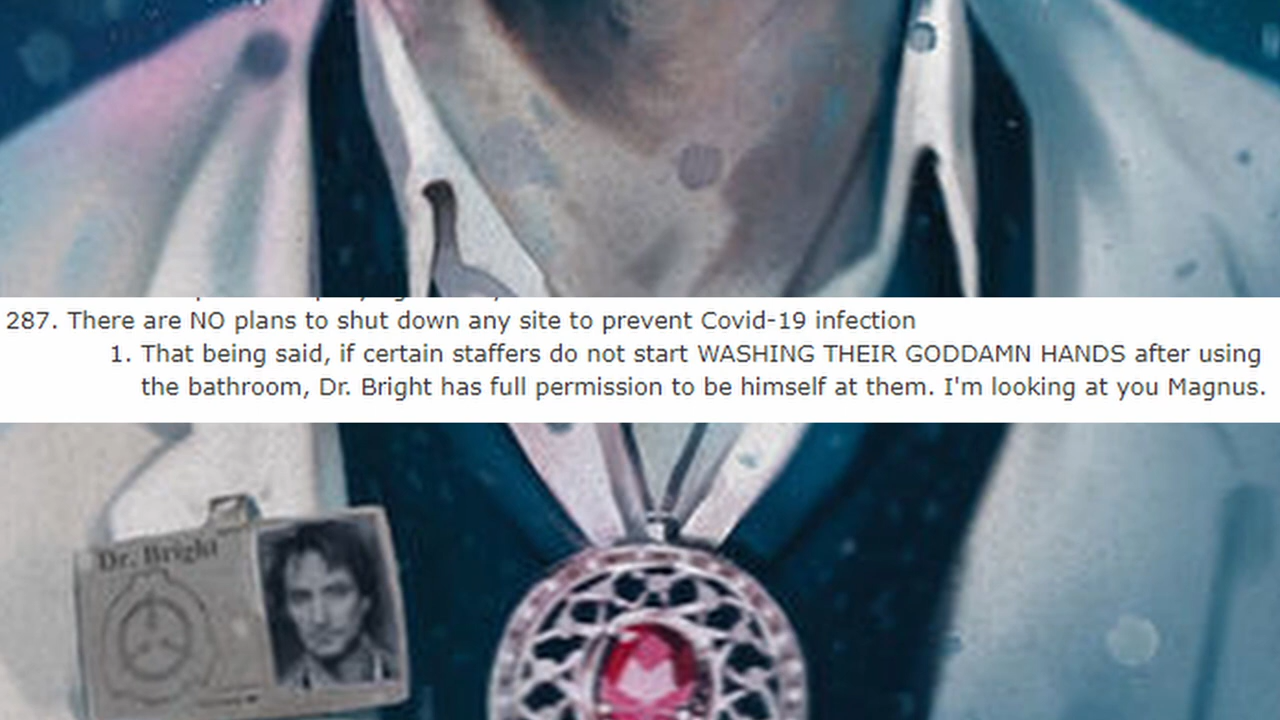 287. There are NO plans to shut down any site to prevent Covid-19 infection
1. That being said, if certain staffers do not start WASHING THEIR GODDAMN HANDS after using
the bathroom, Dr. Bright has full permission to be himself at them. I'm looking at you Magnus.
Dr. Bright